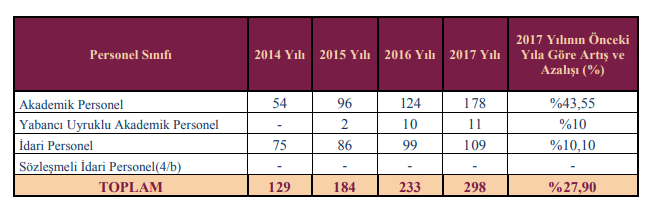 Personel Sınıfı 2014 Yılı 2015 Yılı 2016 Yılı 2017 Yılı 2017 Yılının Önceki
Yıla Göre Artış ve
Azalışı (%)
Akademik Personel 54 96 124 178 %43,55
Yabancı Uyruklu Akademik Personel - 2 10 11 %10
İdari Personel 75 86 99 109 %10,10
Sözleşmeli İdari Personel(4/b) - - - - -
TOPLAM 129 184 233 298 %27,90